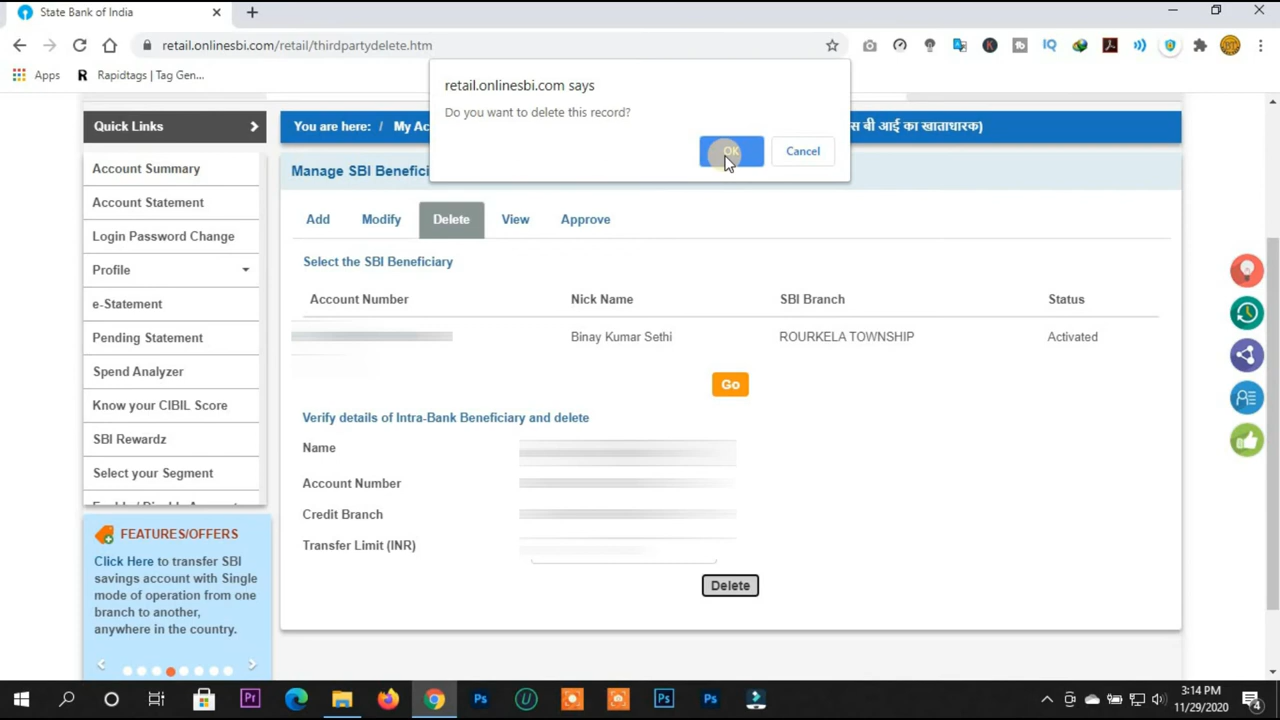 State Bank of India
retail.onlinesbi.com/retail/thirdpartydelete.htm
Apps
Rapidtags | Tag Gen...
retail.onlinesbi.com says
Do you want to delete this record?
OK
Cancel
Quick Links
You are here: / My Ac
स बी आई का खाताधारक)
Account Summary
Account Statement
Login Password Change
Profile
e-Statement
Pending Statement
Spend Analyzer
Know your CIBIL Score
SBI Rewardz
Select your Segment
Manage SBI Benefici
Add Modify Delete View Approve
Select the SBI Beneficiary
Account Number Nick Name SBI Branch Status
Binay Kumar Sethi ROURKELA TOWNSHIP Activated
Go
Verify details of Intra-Bank Beneficiary and delete
Name
Account Number
Credit Branch
Transfer Limit (INR)
Delete
FEATURES/OFFERS
Click Here to transfer SBI
savings account with Single
mode of operation from one
branch to another,
anywhere in the country.
3:14 PM
11/29/2020
4